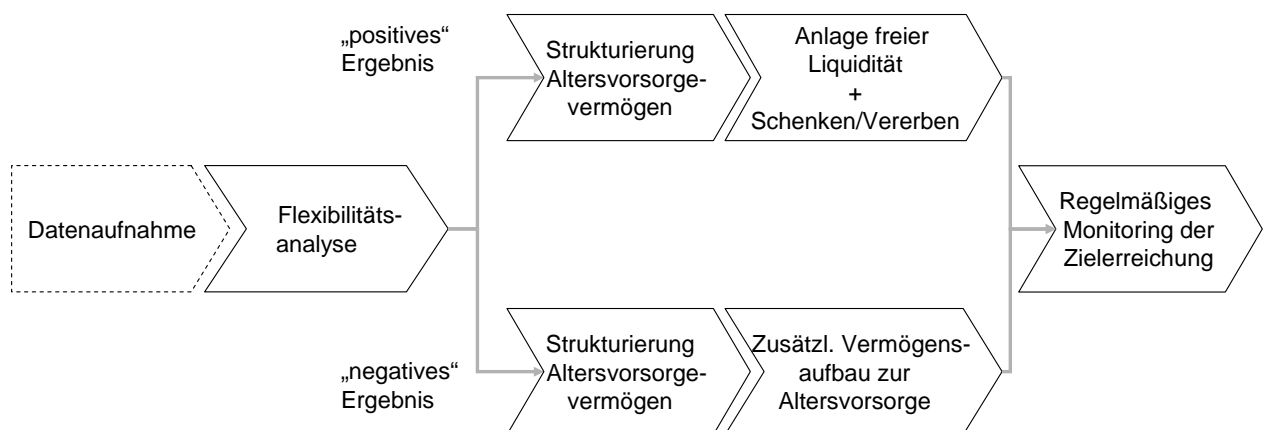 „positives“
Ergebnis
Strukturierung
Altersvorsorge-
vermögen
Anlage freier
Liquidität
+
Schenken/Vererben
Datenaufnahme
Flexibilitäts-
analyse
Regelmäßiges
Monitoring der
Zielerreichung
„negatives“
Ergebnis
Strukturierung
Altersvorsorge-
vermögen
Zusätzl. Vermögens-
aufbau zur
Altersvorsorge